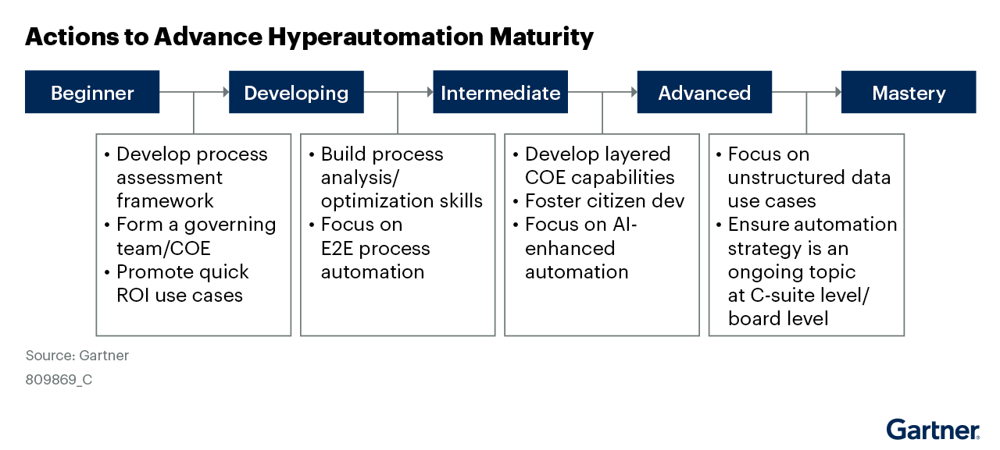 Actions to Advance Hyperautomation Maturity
Beginner
Developing
Intermediate
Advanced
Mastery
• Develop process
assessment
framework
• Form a governing
team/COE
• Promote quick
ROI use cases
• Build process
analysis/
optimization skills
• Focus on
E2E process
automation
• Develop layered
COE capabilities
• Foster citizen dev
• Focus on AI-
enhanced
automation
• Focus on
unstructured data
use cases
• Ensure automation
strategy is an
ongoing topic
at C-suite level/
board level
Source: Gartner
809869_C
Gartner®